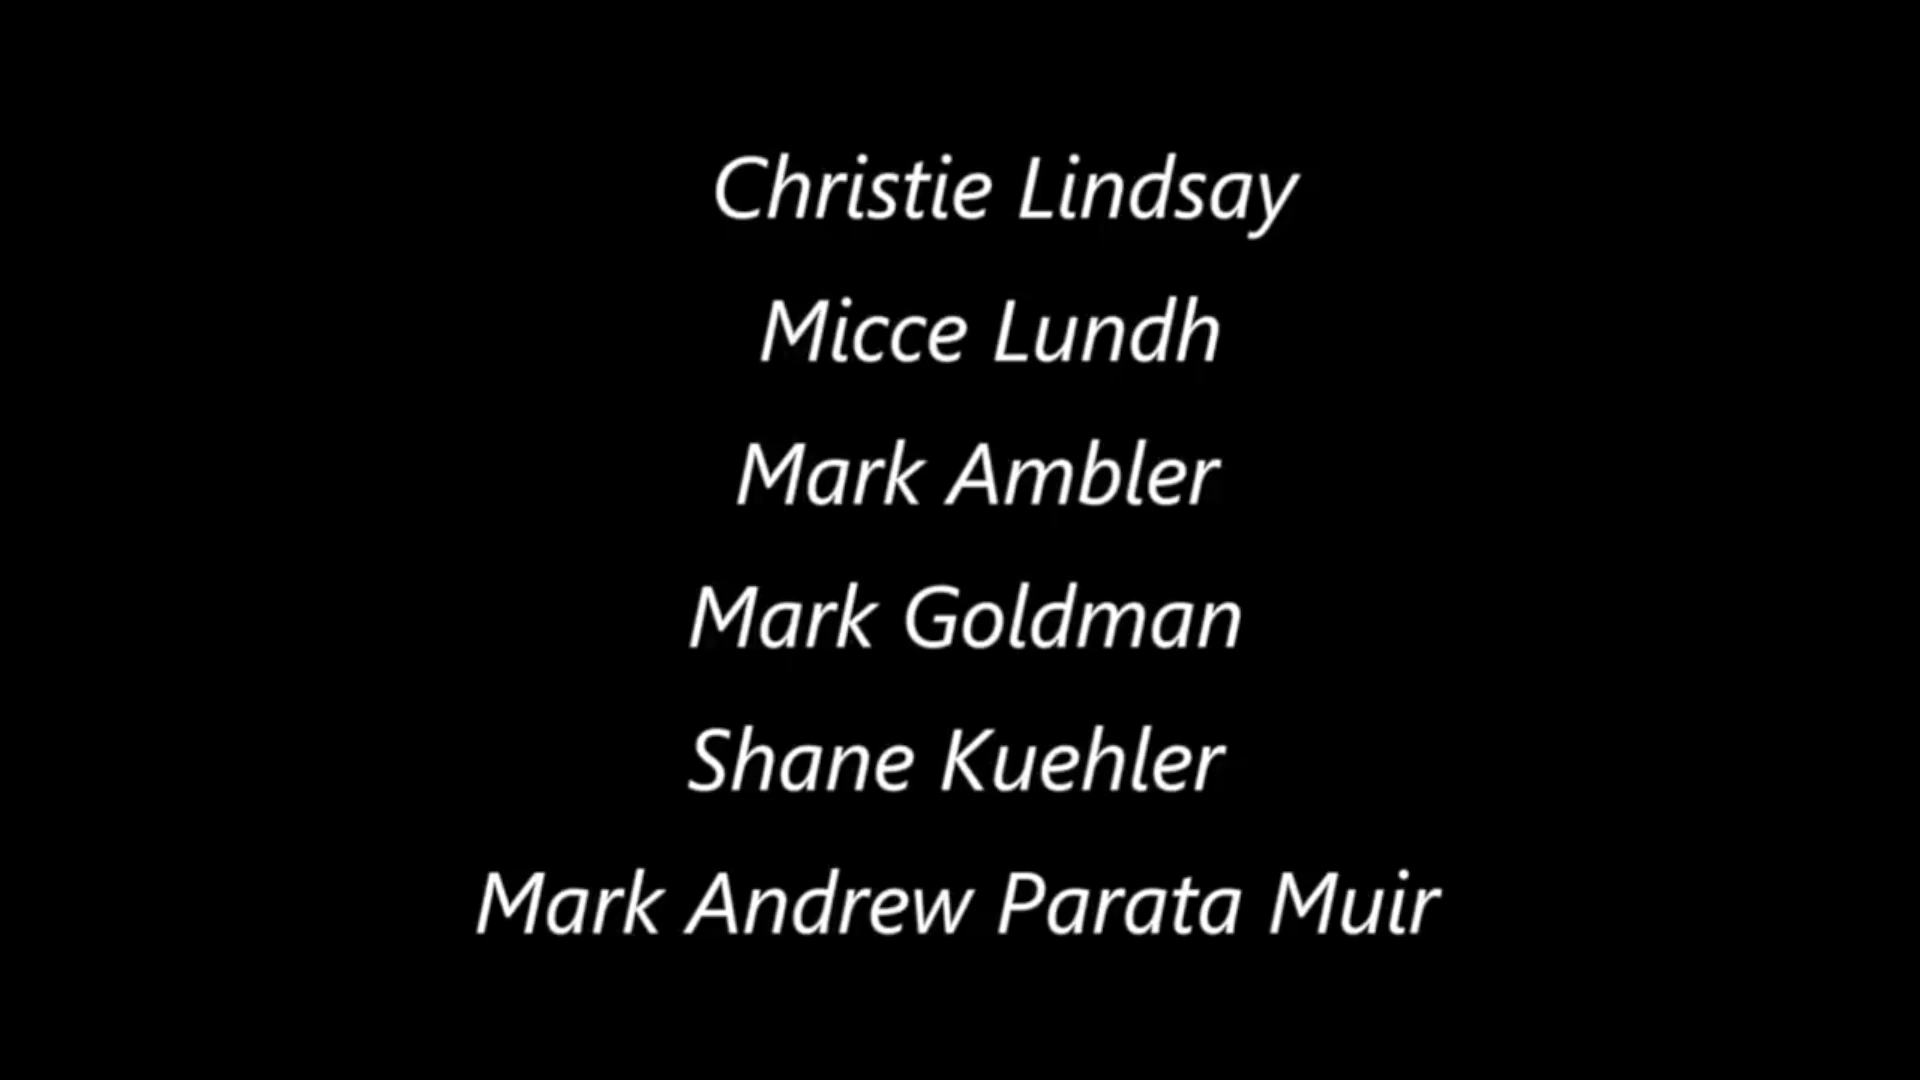 Christie Lindsay
Micce Lundh
Mark Ambler
Mark Goldman
Shane Kuehler
Mark Andrew Parata Muir